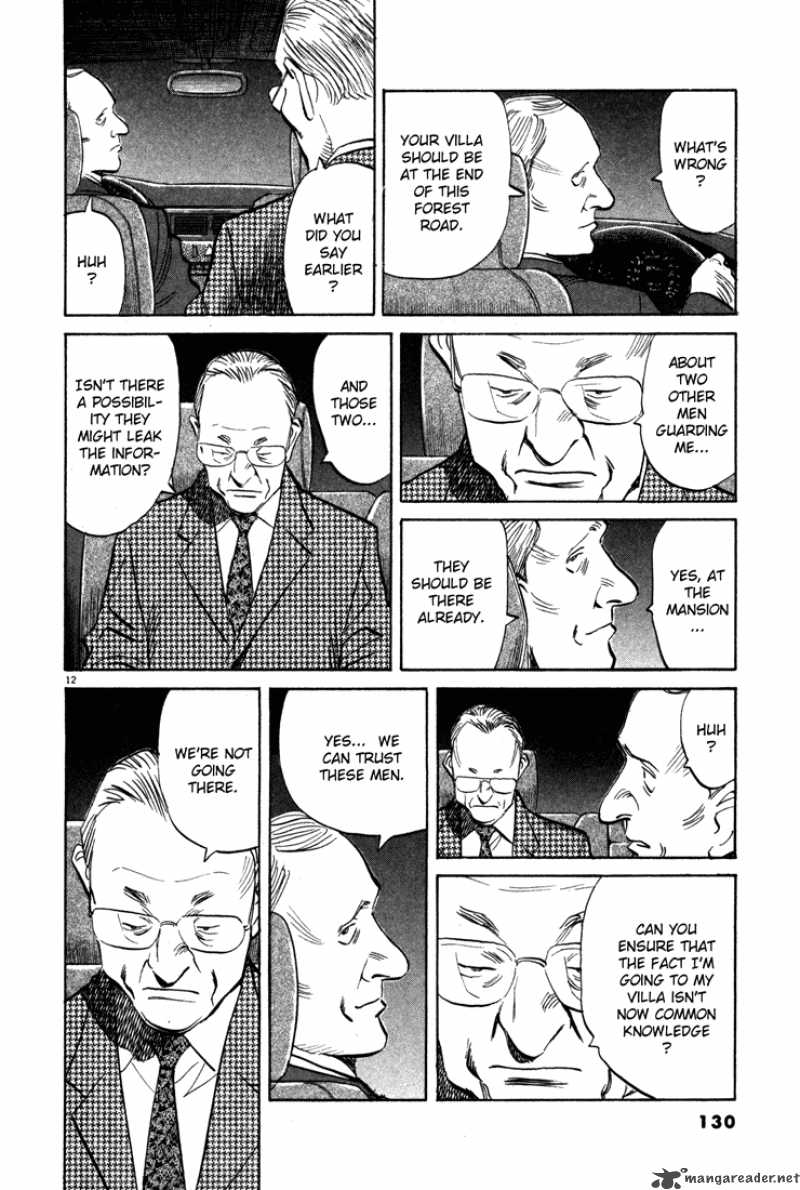 WHAT'S
WRONG
?
YOUR VILLA
SHOULD BE
AT THE END
OF THIS
FOREST
ROAD.
WHAT
DID YOU
SAY
EARLIER
?
HUH
?
ABOUT
TWO
OTHER
MEN
GUARDING
ME...
YES, AT
THE
MANSION
...
THEY
SHOULD BE
THERE
ALREADY.
AND
THOSE
TWO...
ISN'T THERE
A POSSIBIL-
ITY THEY
MIGHT LEAK
THE INFOR-
MATION?
12
HUH
?
CAN YOU
ENSURE THAT
THE FACT I'M
GOING TO MY
VILLA ISN'T
NOW COMMON
KNOWLEDGE
?
YES... WE
CAN TRUST
THESE MEN.
WE'RE NOT
GOING
THERE.
130
mangareader.net